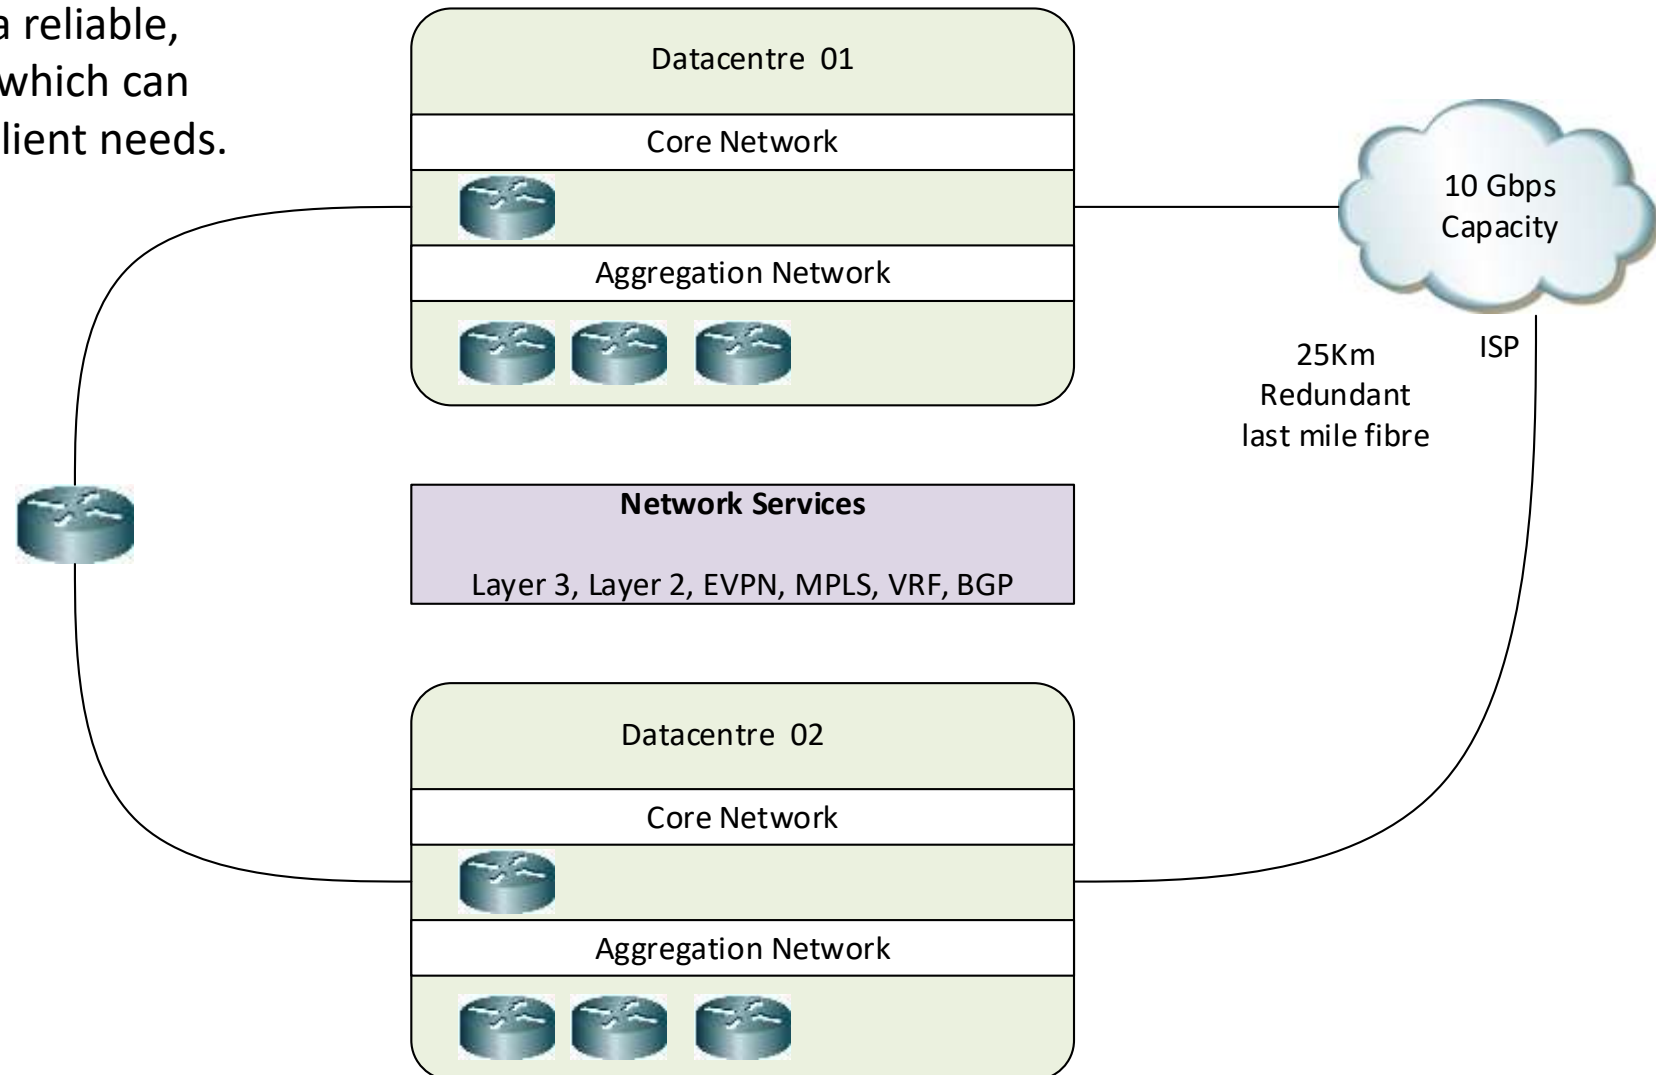 a reliable,
which can
lient needs.
Datacentre 01
Core Network
Aggregation Network
10 Gbps
Capacity
ISP
25Km
Redundant
last mile fibre
Network Services
Layer 3, Layer 2, EVPN, MPLS, VRF, BGP
Datacentre 02
Core Network
Aggregation Network